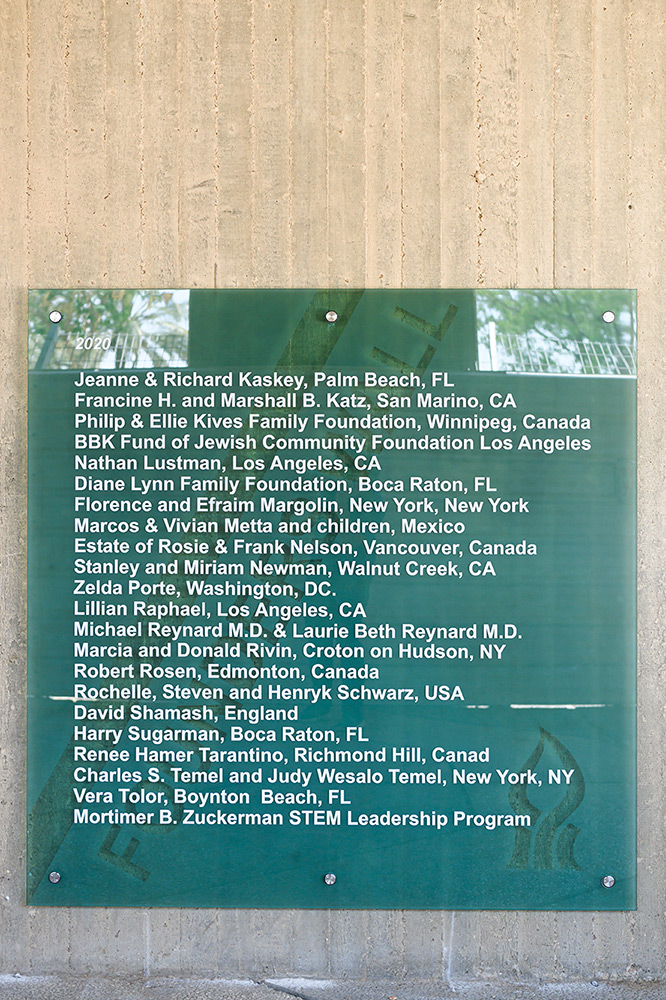 2020
Jeanne & Richard Kaskey, Palm Beach, FL
Francine H. and Marshall B. Katz, San Marino, CA
Philip & Ellie Kives Family Foundation, Winnipeg, Canada
BBK Fund of Jewish Community Foundation Los Angeles
Nathan Lustman, Los Angeles, CA
Diane Lynn Family Foundation, Boca Raton, FL
Florence and Efraim Margolin, New York, New York
Marcos & Vivian Metta and children, Mexico
Estate of Rosie & Frank Nelson, Vancouver, Canada
Stanley and Miriam Newman, Walnut Creek, CA
Zelda Porte, Washington, DC.
Lillian Raphael, Los Angeles, CA
Michael Reynard M.D. & Laurie Beth Reynard M.D.
Marcia and Donald Rivin, Croton on Hudson, NY
Robert Rosen, Edmonton, Canada
Rochelle, Steven and Henryk Schwarz, USA
David Shamash, England
Harry Sugarman, Boca Raton, FL
Renee Hamer Tarantino, Richmond Hill, Canad
Charles S. Temel and Judy Wesalo Temel, New York, NY
Vera Tolor, Boynton  Beach, FL
Mortimer B. Zuckerman STEM Leadership Program